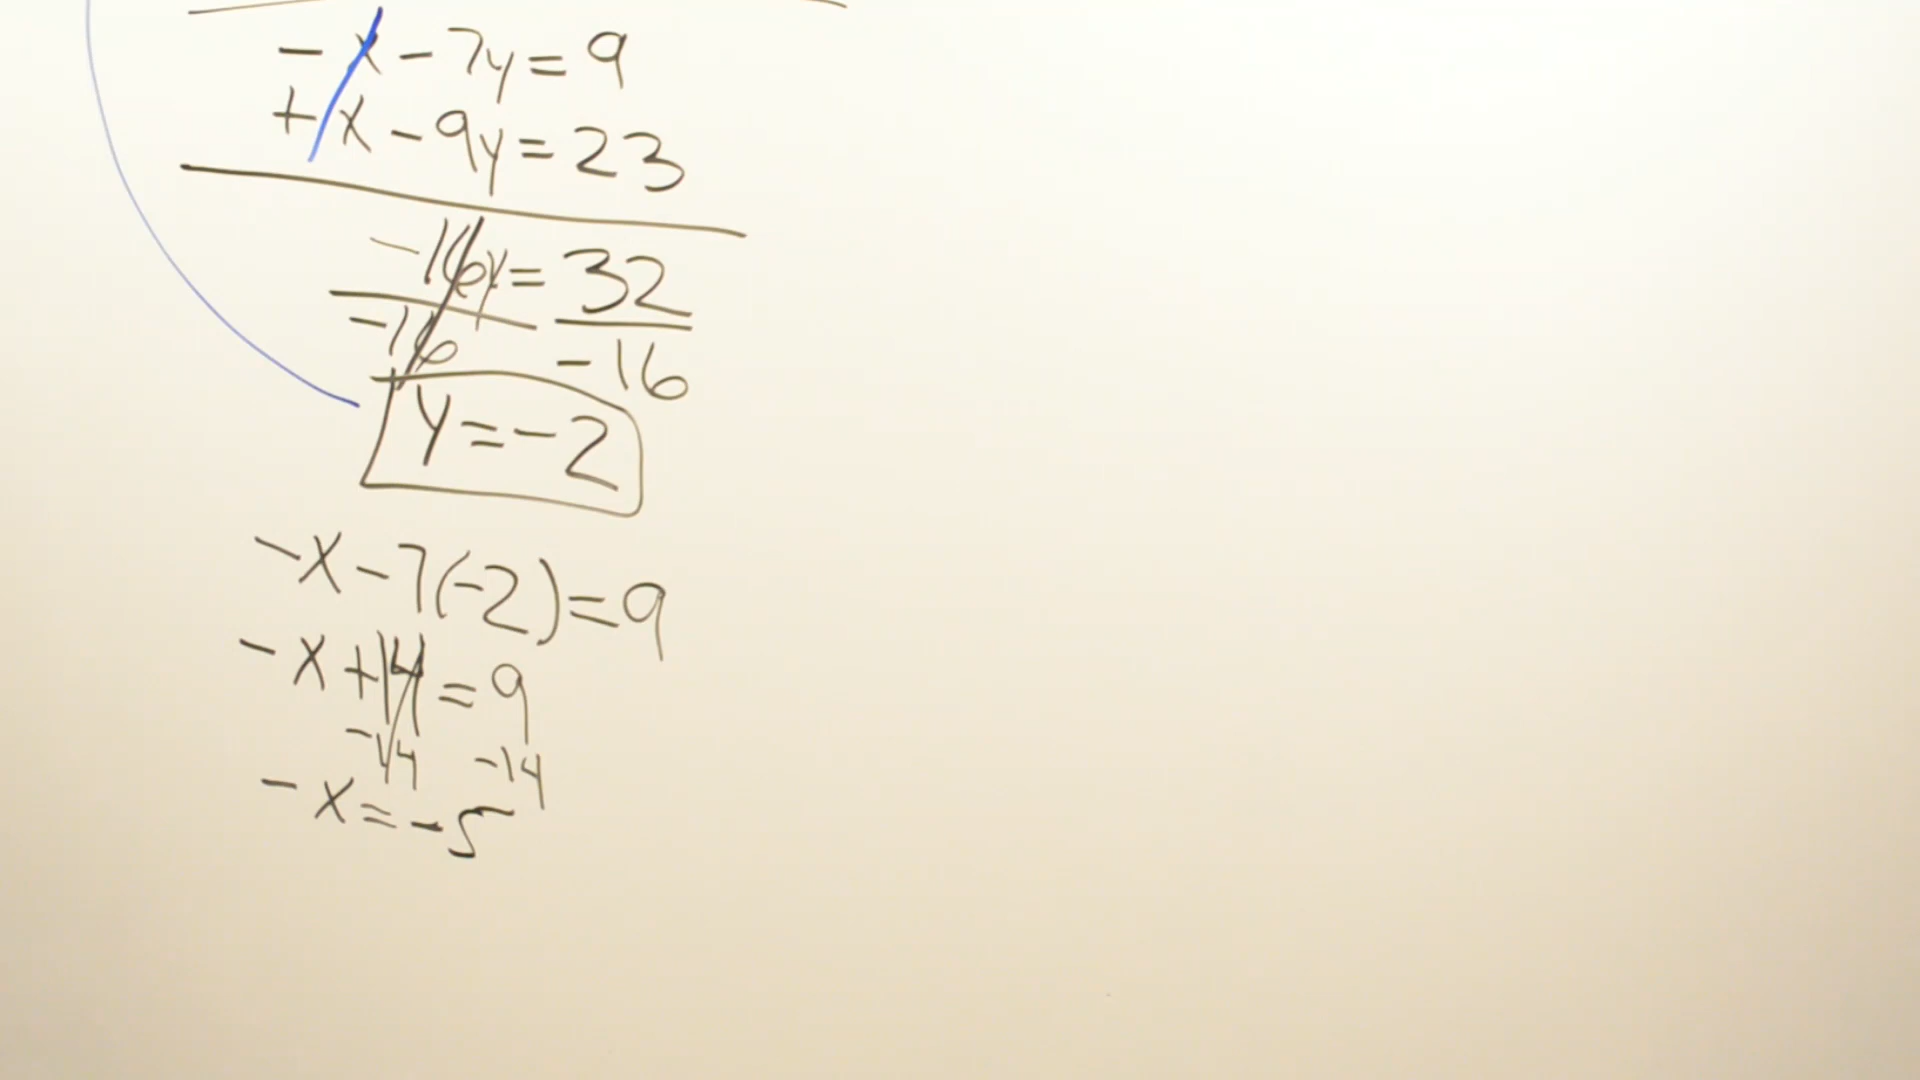 -x-7y=9
+x-9y=23
-16y=32
-16 -16
y=-2
-x-7(-2)=9
-x+14=9
-14 -14
-x=-5